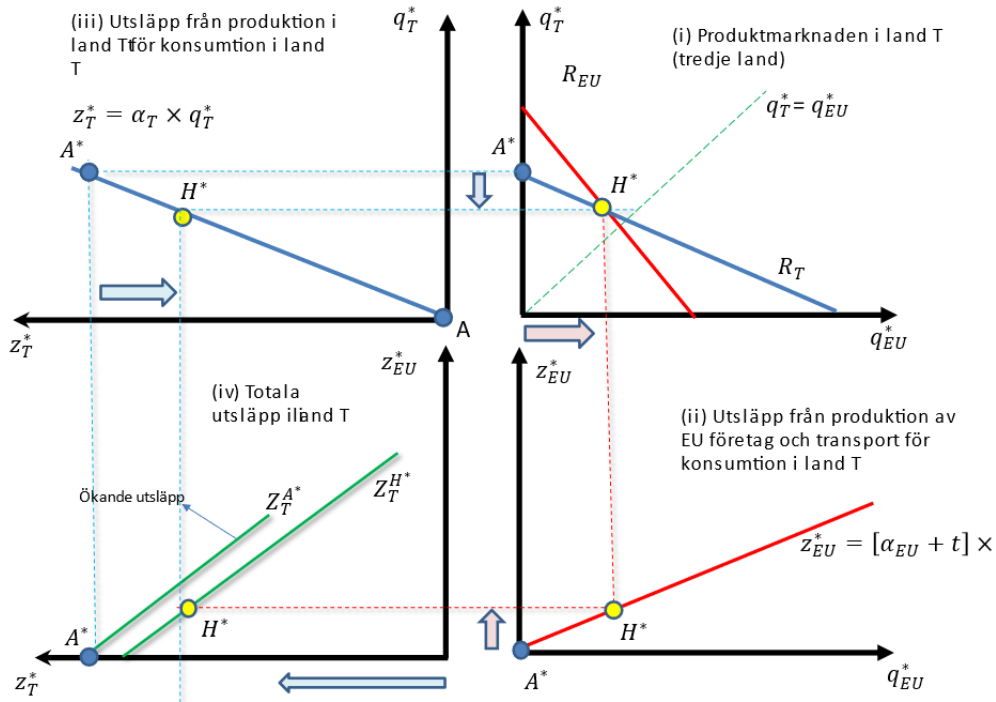 (iii) Utsläpp från produktion i
land Tför konsumtion i land
T
q*_T
z*_T = α_T × q*_T
A*
H*
A
z*_T
q*_T
(i) Produktmarknaden i land T
(tredje land)
R_EU
q*_T = q*_EU
A*
H*
R_T
q*_EU
z*_EU
(iv) Totala
utsläpp iland T
Ökande utsläpp
Z_T^A*
Z_T^H*
A*
H*
z*_T
z*_EU
(ii) Utsläpp från produktion av
EU företag och transport för
konsumtion i land T
z*_EU = [α_EU + t] ×
H*
A*
q*_EU